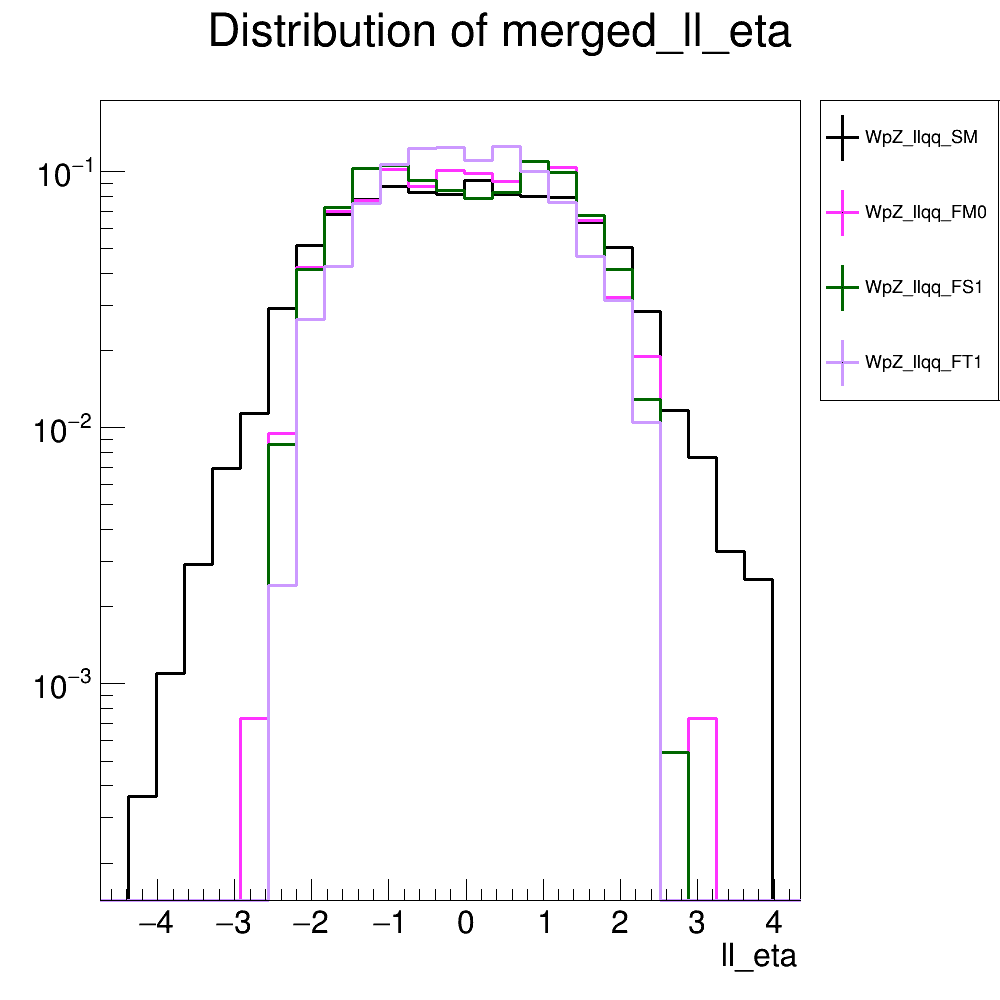 Distribution of merged_ll_eta
WpZ_llqq_SM
WpZ_llqq_FM0
WpZ_llqq_FS1
WpZ_llqq_FT1
10−1
10−2
10−3
−4 −3 −2 −1 0 1 2 3 4
ll_eta